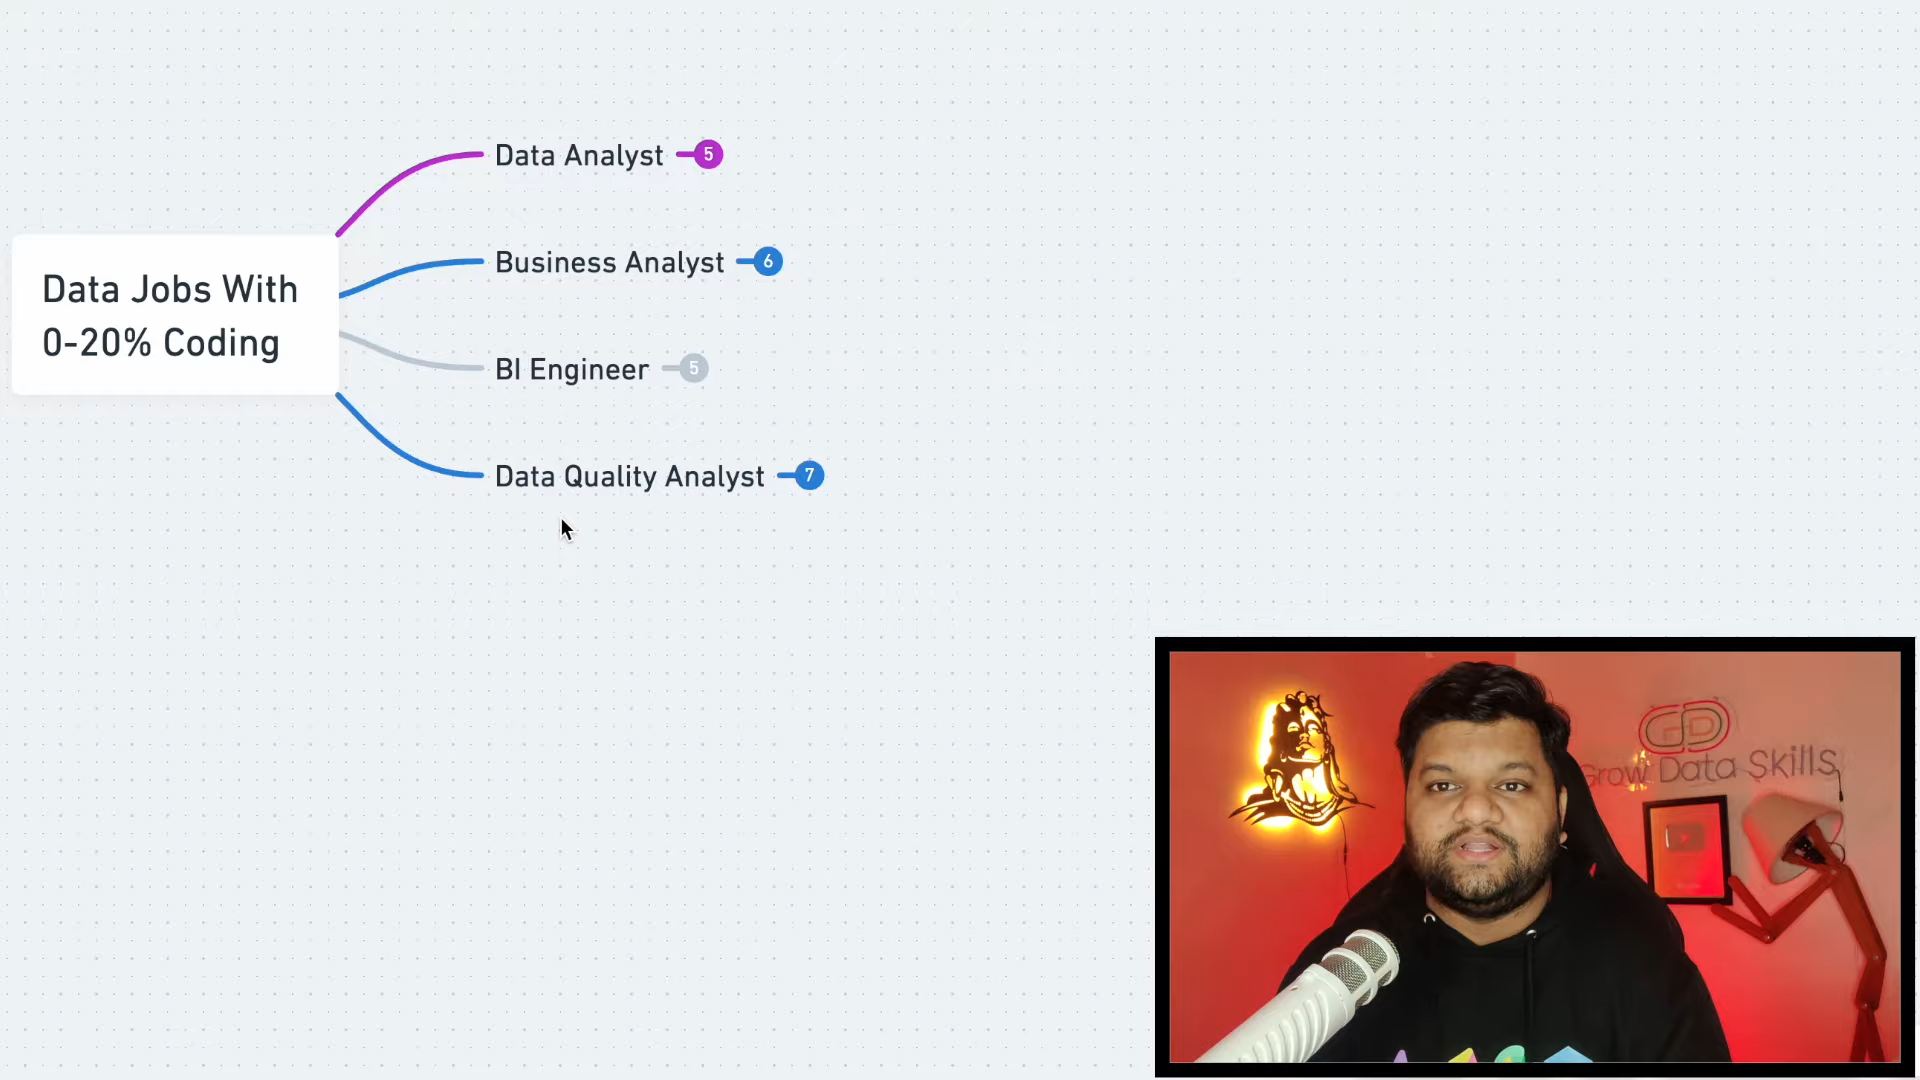 Data Jobs With
0-20% Coding
Data Analyst 5
Business Analyst 6
BI Engineer 5
Data Quality Analyst 7
GD
Grow Data Skills